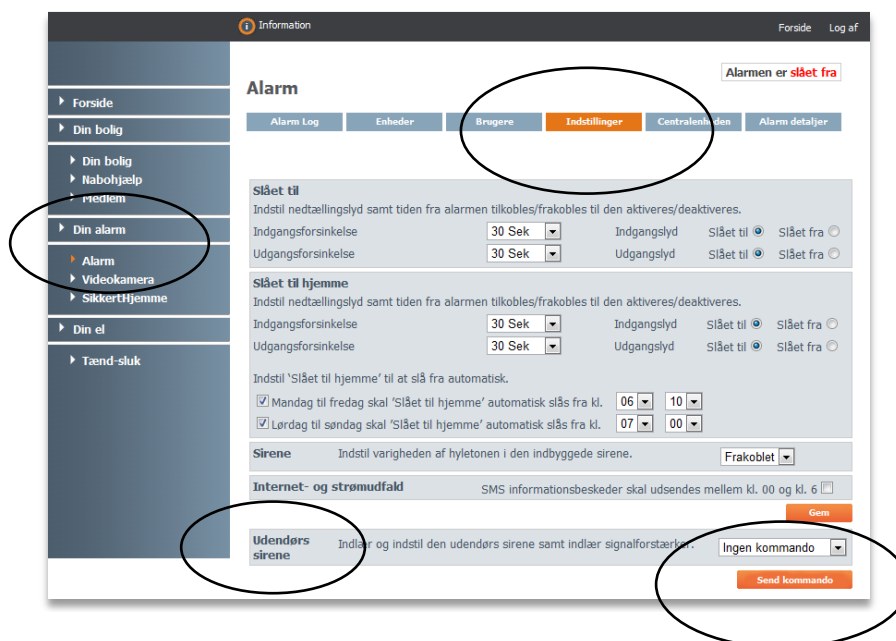 Information
Forside Log af
Alarmen er slået fra
Alarm
Forside
Din bolig
Din bolig
Nabohjælp
Medlem
Din alarm
Alarm
Videokamera
SikkertHjemme
Din el
Tænd-sluk
Alarm Log Enheder Brugere Indstillinger Centralenheden Alarm detaljer
Slået til
Indstil nedtællingslyd samt tiden fra alarmen tilkobles/frakobles til den aktiveres/deaktiveres.
Indgangsforsinkelse 30 Sek Indgangslyd Slået til Slået fra
Udgangsforsinkelse 30 Sek Udgangslyd Slået til Slået fra
Slået til hjemme
Indstil nedtællingslyd samt tiden fra alarmen tilkobles/frakobles til den aktiveres/deaktiveres.
Indgangsforsinkelse 30 Sek Indgangslyd Slået til Slået fra
Udgangsforsinkelse 30 Sek Udgangslyd Slået til Slået fra
Indstil 'Slået til hjemme' til at slå fra automatisk.
Mandag til fredag skal 'Slået til hjemme' automatisk slås fra kl. 06 10
Lørdag til søndag skal 'Slået til hjemme' automatisk slås fra kl. 07 00
Sirene Indstil varigheden af hyletonen i den indbyggede sirene. Frakoblet
Internet- og strømudfald SMS informationsbeskeder skal udsendes mellem kl. 00 og kl. 6
Gem
Udendørs sirene Indlær og indstil den udendørs sirene samt indlær signalforstærker. Ingen kommando
Send kommando